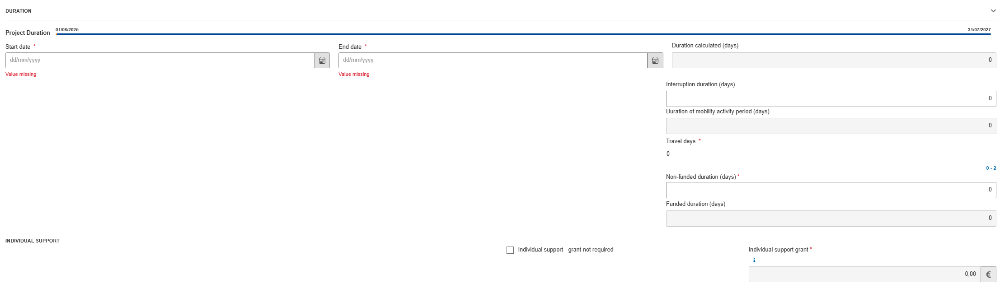 DURATION
Project Duration
01/06/2025
31/07/2027
Start date *
End date *
Duration calculated (days)
dd/mm/yyyy
dd/mm/yyyy
0
Value missing
Value missing
Interruption duration (days)
0
Duration of mobility activity period (days)
0
Travel days *
0
0 - 2
Non-funded duration (days) *
0
Funded duration (days)
0
INDIVIDUAL SUPPORT
Individual support - grant not required
Individual support grant *
i
0,00 €